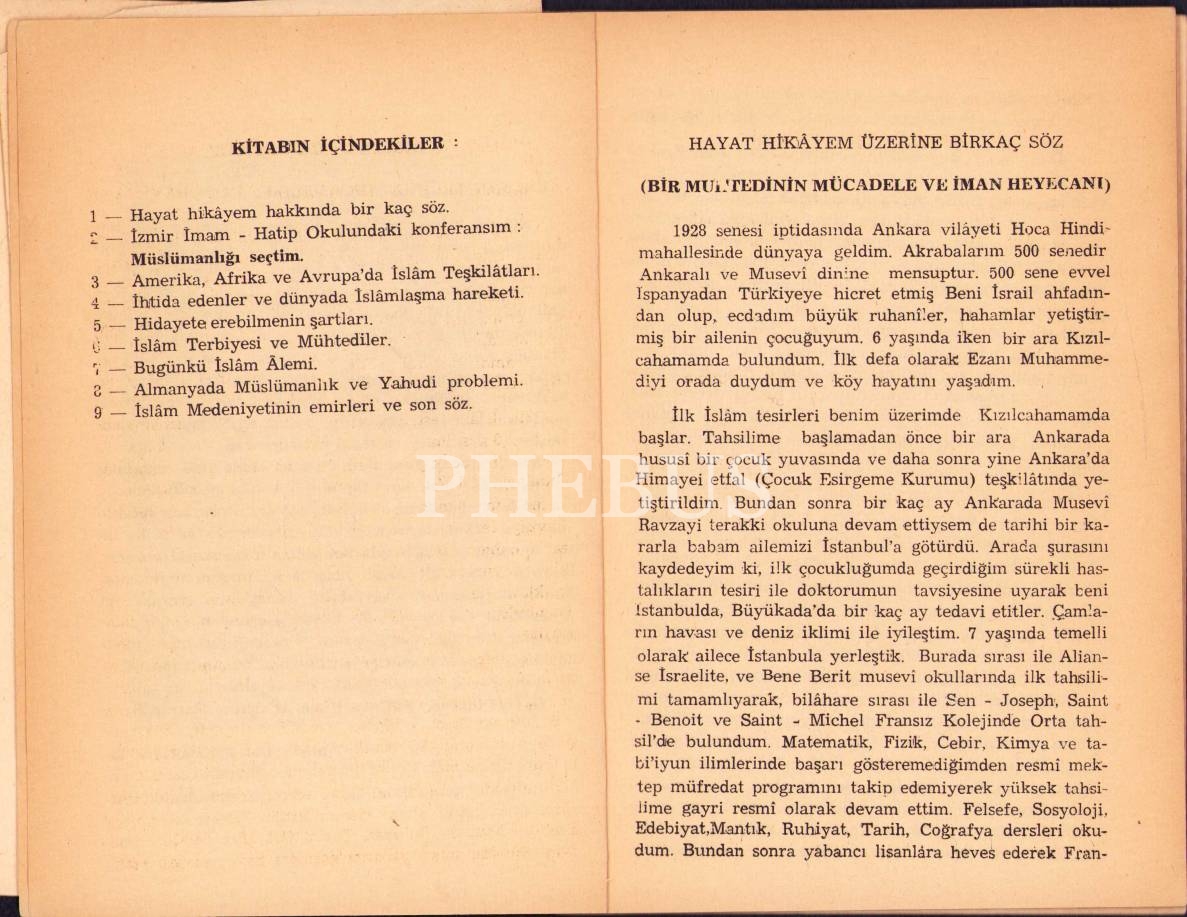 KİTABIN İÇİNDEKİLER :
1 — Hayat hikâyem hakkında bir kaç söz.
2 — İzmir İmam - Hatip Okulundaki konferansım :
Müslümanlığı seçtim.
3 — Amerika, Afrika ve Avrupa'da İslâm Teşkilâtları.
4 — İhtida edenler ve dünyada İslâmlaşma hareketi.
5 — Hidayete erebilmenin şartları.
6 — İslâm Terbiyesi ve Mühtediler.
7 — Bugünkü İslâm Âlemi.
8 — Almanyada Müslümanlık ve Yahudi problemi.
9 — İslâm Medeniyetinin emirleri ve son söz.
HAYAT HİKÂYEM ÜZERİNE BİRKAÇ SÖZ
(BİR MUHTEDİNİN MÜCADELE VE İMAN HEYECANI)
1928 senesi iptidasında Ankara vilâyeti Hoca Hindi-
mahallesinde dünyaya geldim. Akrabalarım 500 senedir
Ankaralı ve Musevî dinine mensuptur. 500 sene evvel
İspanyadan Türkiyeye hicret etmiş Beni İsrail ahfadın-
dan olup, ecdadım büyük ruhanîler, hahamlar yetiştir-
miş bir ailenin çocuğuyum. 6 yaşında iken bir ara Kızıl-
cahamamda bulundum. İlk defa olarak Ezanı Muhamme-
diyi orada duydum ve köy hayatını yaşadım.
İlk İslâm tesirleri benim üzerimde Kızılcahamamda
başlar. Tahsilime başlamadan önce bir ara Ankarada
hususî bir çocuk yuvasında ve daha sonra yine Ankara'da
Himayei etfal (Çocuk Esirgeme Kurumu) teşkilâtında ye-
tiştirildim. Bundan sonra bir kaç ay Ankarada Musevî
Ravzayi terakki okuluna devam ettiysem de tarihi bir ka-
rarla babam ailemizi İstanbul'a götürdü. Arada şurasını
kaydedeyim ki, ilk çocukluğumda geçirdiğim sürekli has-
talıkların tesiri ile doktorumun tavsiyesine uyarak beni
İstanbulda, Büyükada'da bir kaç ay tedavi etitler. Çamla-
rın havası ve deniz iklimi ile iyileştim. 7 yaşında temelli
olarak ailece İstanbula yerleştik. Burada sırası ile Alian-
se İsraelite, ve Bene Berit musevî okullarında ilk tahsili-
mi tamamlıyarak, bilâhare sırası ile Sen - Joseph, Saint
- Benoit ve Saint - Michel Fransız Kolejinde Orta tah-
sil'de bulundum. Matematik, Fizik, Cebir, Kimya ve ta-
bi'iyun ilimlerinde başarı gösteremediğimden resmî mek-
tep müfredat programını takip edemiyerek yüksek tahsi-
lime gayri resmî olarak devam ettim. Felsefe, Sosyoloji,
Edebiyat,Mantık, Ruhiyat, Tarih, Coğrafya dersleri oku-
dum. Bundan sonra yabancı lisanlara heves ederek Fran-
PHEBUS